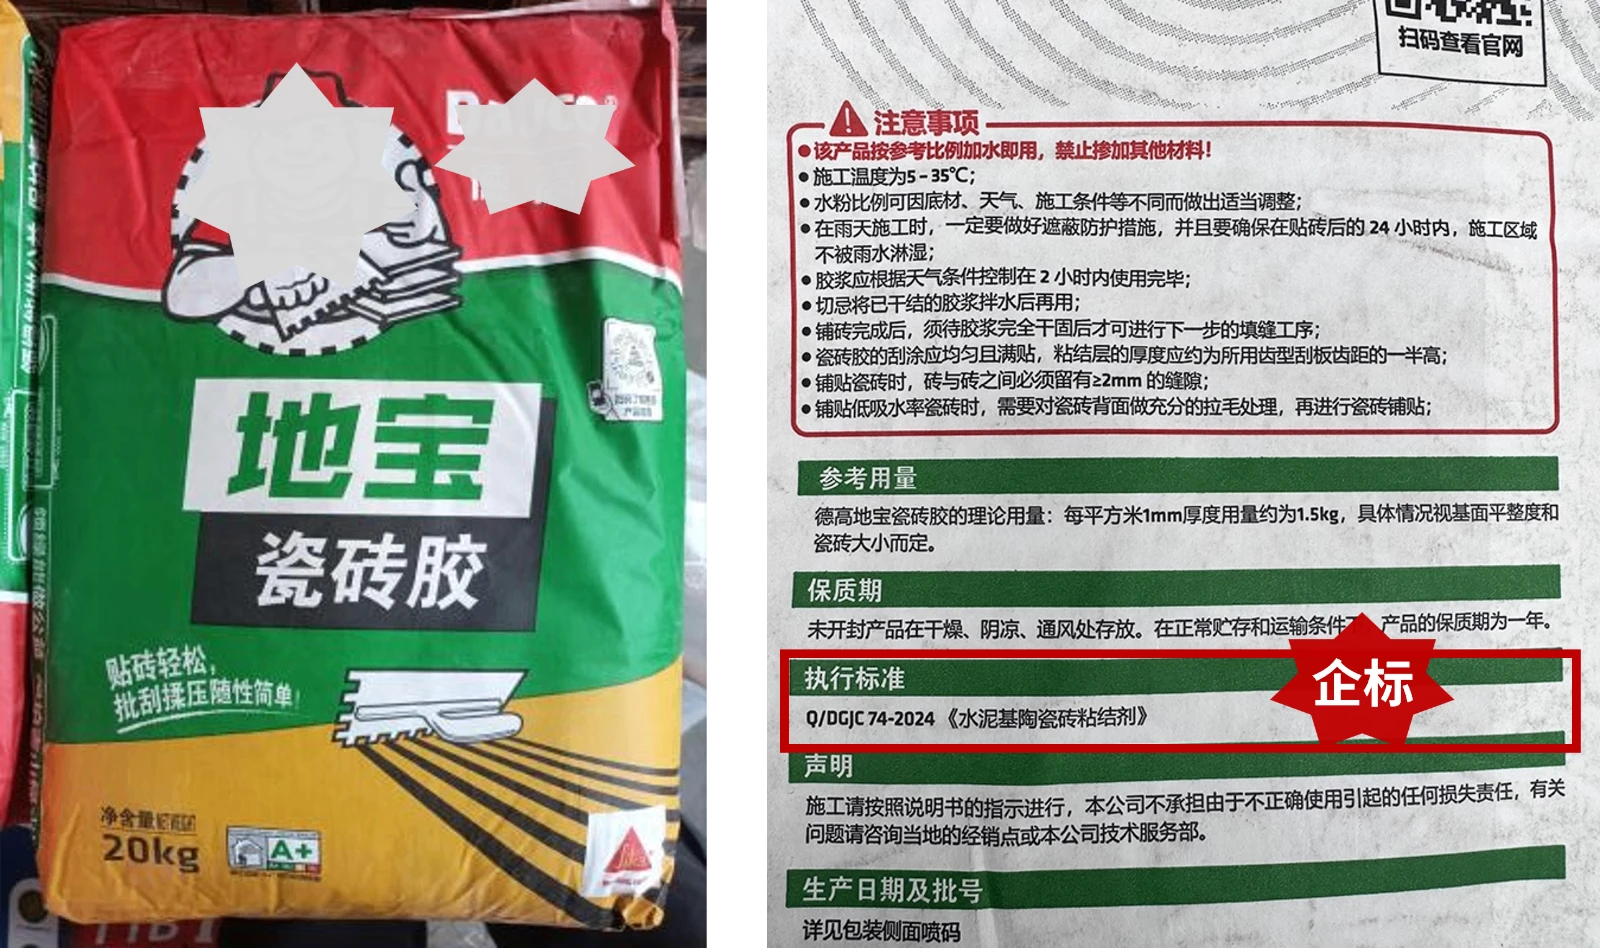 地宝
瓷砖胶
贴砖轻松，
批刮揉压随性简单！
净含量
20kg
A+
Sika
扫码查看官网
注意事项
●该产品按参考比例加水即用，禁止掺加其他材料！
●施工温度为5－35℃；
●水粉比例可因底材、天气、施工条件等不同而做出适当调整；
●在雨天施工时，一定要做好遮蔽防护措施，并且要确保在贴砖后的 24 小时内，施工区域
不被雨水淋湿；
●胶浆应根据天气条件控制在 2 小时内使用完毕；
●切忌将已干结的胶浆拌水后再用；
●铺砖完成后，须待胶浆完全干固后才可进行下一步的填缝工序；
●瓷砖胶的刮涂应均匀且满贴，粘结层的厚度应约为所用齿型刮板齿距的一半高；
●铺贴瓷砖时，砖与砖之间必须留有≥2mm 的缝隙；
●铺贴低吸水率瓷砖时，需要对瓷砖背面做充分的拉毛处理，再进行瓷砖铺贴；
参考用量
德高地宝瓷砖胶的理论用量：每平方米1mm厚度用量约为1.5kg，具体情况视基面平整度和
瓷砖大小而定。
保质期
未开封产品在干燥、阴凉、通风处存放。在正常贮存和运输条件 产品的保质期为一年。
执行标准
企标
Q/DGJC 74-2024 《水泥基陶瓷砖粘结剂》
声明
施工请按照说明书的指示进行，本公司不承担由于不正确使用引起的任何损失责任，有关
问题请咨询当地的经销点或本公司技术服务部。
生产日期及批号
详见包装侧面喷码